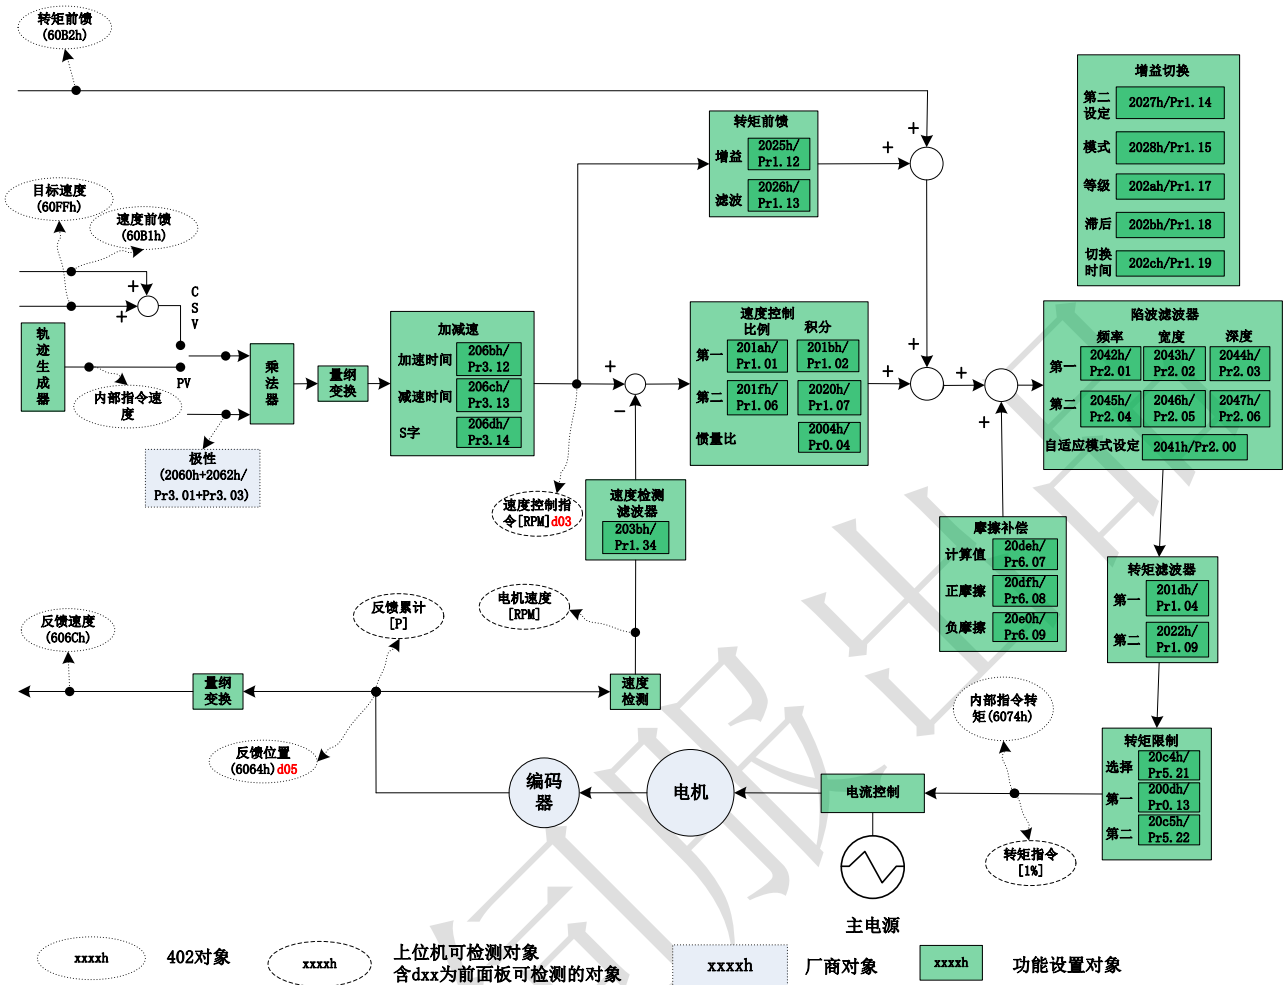 转矩前馈
(60B2h)
目标速度
(60FFh)
速度前馈
(60B1h)
+
+
C
S
V
PV
轨
迹
生
成
器
内部指令速
度
极性
(2060h+2062h/
Pr3.01+Pr3.03)
乘
法
器
量纲
变换
加减速
加速时间
206bh/
Pr3.12
减速时间
206ch/
Pr3.13
S字
206dh/
Pr3.14
速度控制指
令[RPM]d03
转矩前馈
增益
2025h/
Pr1.12
滤波
2026h/
Pr1.13
+
−
速度控制
比例
积分
第一
201ah/
Pr1.01
201bh/
Pr1.02
第二
201fh/
Pr1.06
2020h/
Pr1.07
惯量比
2004h/
Pr0.04
+
+
+
+
+
+
增益切换
第二
设定
2027h/Pr1.14
模式
2028h/Pr1.15
等级
202ah/Pr1.17
滞后
202bh/Pr1.18
切换
时间
202ch/Pr1.19
陷波滤波器
频率
宽度
深度
第一
2042h/
Pr2.01
2043h/
Pr2.02
2044h/
Pr2.03
第二
2045h/
Pr2.04
2046h/
Pr2.05
2047h/
Pr2.06
自适应模式设定
2041h/Pr2.00
速度检测
滤波器
203bh/
Pr1.34
摩擦补偿
计算值
20deh/
Pr6.07
正摩擦
20dfh/
Pr6.08
负摩擦
20e0h/
Pr6.09
转矩滤波器
第一
201dh/
Pr1.04
第二
2022h/
Pr1.09
反馈速度
(606Ch)
量纲
变换
反馈累计
[P]
电机速度
[RPM]
速度
检测
反馈位置
(6064h)d05
编码
器
电机
电流控制
主电源
内部指令转
矩(6074h)
转矩指令
[1%]
转矩限制
选择
20c4h/
Pr5.21
第一
200dh/
Pr0.13
第二
20c5h/
Pr5.22
xxxxh
402对象
xxxxh
上位机可检测对象
含dxx为前面板可检测的对象
xxxxh
厂商对象
xxxxh
功能设置对象